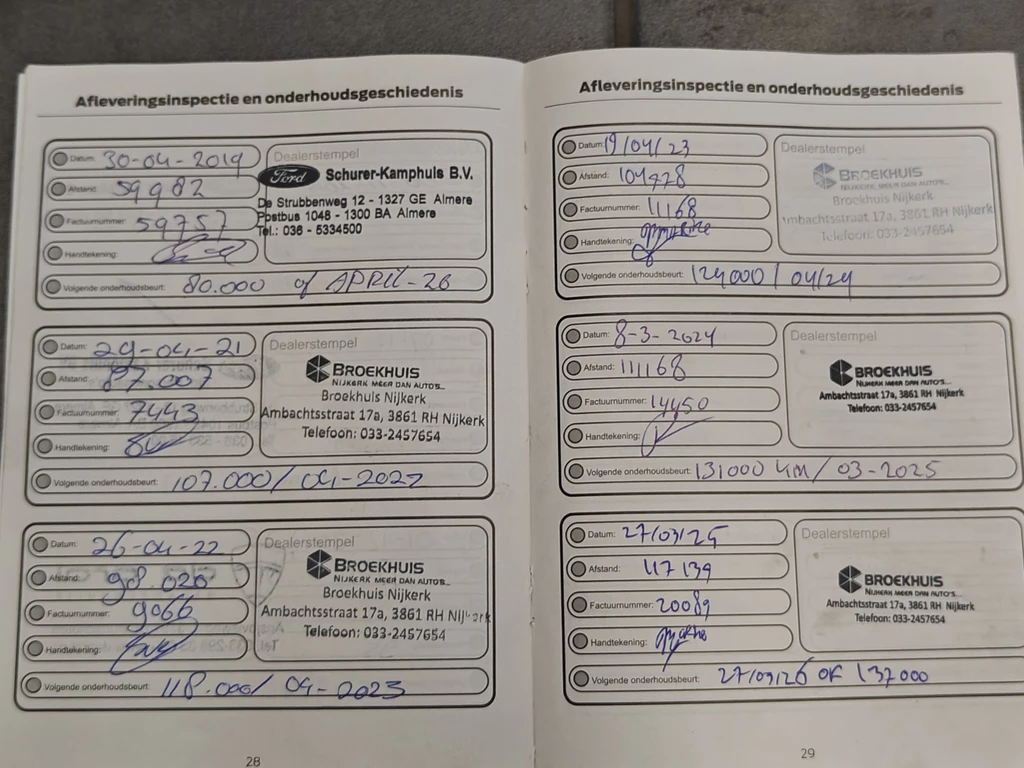 Afleveringsinspectie en onderhoudsgeschiedenis
Datum: 30-04-2019
Afstand: 59982
Factuurnummer: 59757
Handtekening:
Dealerstempel
Ford Schurer-Kamphuis B.V.
De Strubbenweg 12 - 1327 GE Almere
Postbus 1048 - 1300 BA Almere
Tel.: 036 - 5334500
Volgende onderhoudsbeurt: 80.000 of APRIL-20
Datum: 29-04-21
Afstand: 87.007
Factuurnummer: 7443
Handtekening:
Dealerstempel
BROEKHUIS
NIJKERK MEER DAN AUTO'S...
Broekhuis Nijkerk
Ambachtsstraat 17a, 3861 RH Nijkerk
Telefoon: 033-2457654
Volgende onderhoudsbeurt: 107.000/ 04-2022
Datum: 26-04-22
Afstand: 98.020
Factuurnummer: 9066
Handtekening:
Dealerstempel
BROEKHUIS
NIJKERK MEER DAN AUTO'S...
Broekhuis Nijkerk
Ambachtsstraat 17a, 3861 RH Nijkerk
Telefoon: 033-2457654
Volgende onderhoudsbeurt: 118.000/ 04-2023
28
Afleveringsinspectie en onderhoudsgeschiedenis
Datum: 19/04/23
Afstand: 104928
Factuurnummer: 11168
Handtekening:
Dealerstempel
BROEKHUIS
NIJKERK MEER DAN AUTO'S...
Broekhuis Nijkerk
Ambachtsstraat 17a, 3861 RH Nijkerk
Telefoon: 033-2457654
Volgende onderhoudsbeurt: 124000 / 04/24
Datum: 8-3-2024
Afstand: 111168
Factuurnummer: 14450
Handtekening:
Dealerstempel
BROEKHUIS
NIJKERK MEER DAN AUTO'S...
Ambachtsstraat 17a, 3861 RH Nijkerk
Telefoon: 033-2457654
Volgende onderhoudsbeurt: 131000 KM / 03-2025
Datum: 27/03/25
Afstand: 117139
Factuurnummer: 20089
Handtekening:
Dealerstempel
BROEKHUIS
NIJKERK MEER DAN AUTO'S...
Ambachtsstraat 17a, 3861 RH Nijkerk
Telefoon: 033-2457654
Volgende onderhoudsbeurt: 27/03/26 OF 137000
29